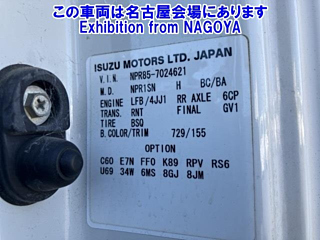 この車両は名古屋会場にあります
Exhibition from NAGOYA
ISUZU MOTORS LTD. JAPAN
V.I.N. NPR85-7024621
M.D. NPR1SN H BC/BA
ENGINE LFB/4JJ1 RR AXLE 6CP
TRANS. RNT FINAL GV1
TIRE BSQ
B.COLOR/TRIM 729/155
OPTION
C60 E7N FF0 K89 RPV RS6
U69 34W 6MS 8GJ 8JM